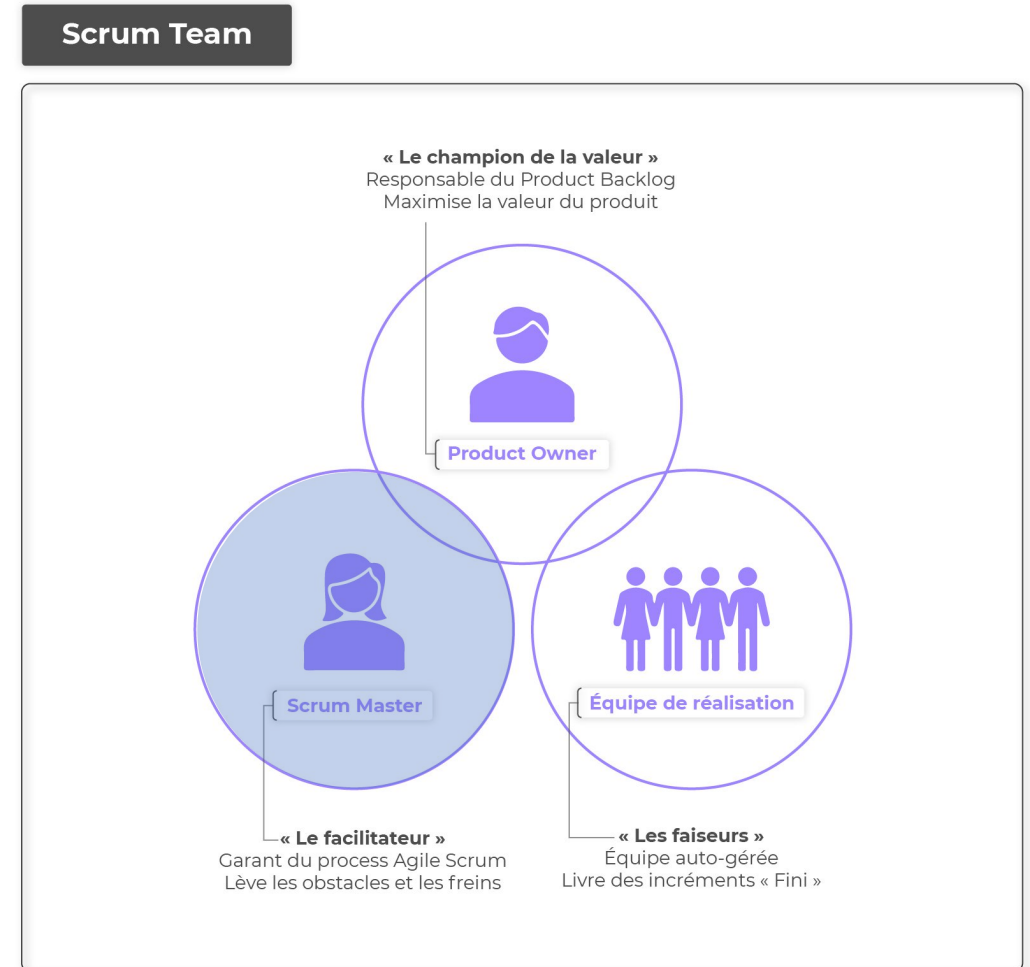 Scrum Team
« Le champion de la valeur »
Responsable du Product Backlog
Maximise la valeur du produit
Product Owner
Scrum Master
Équipe de réalisation
« Le facilitateur »
Garant du process Agile Scrum
Lève les obstacles et les freins
« Les faiseurs »
Équipe auto-gérée
Livre des incréments « Fini »